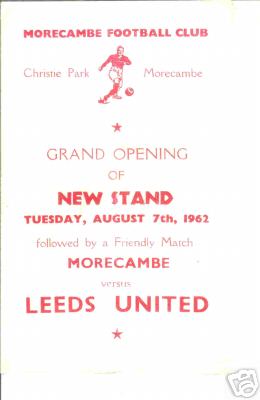 MORECAMBE FOOTBALL CLUB
Christie Park Morecambe
GRAND OPENING
OF
NEW STAND
TUESDAY, AUGUST 7th, 1962
followed by a Friendly Match
MORECAMBE
versus
LEEDS UNITED